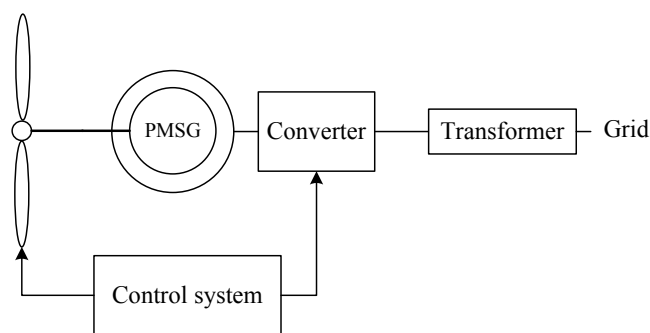 PMSG
Converter
Transformer
Grid
Control system